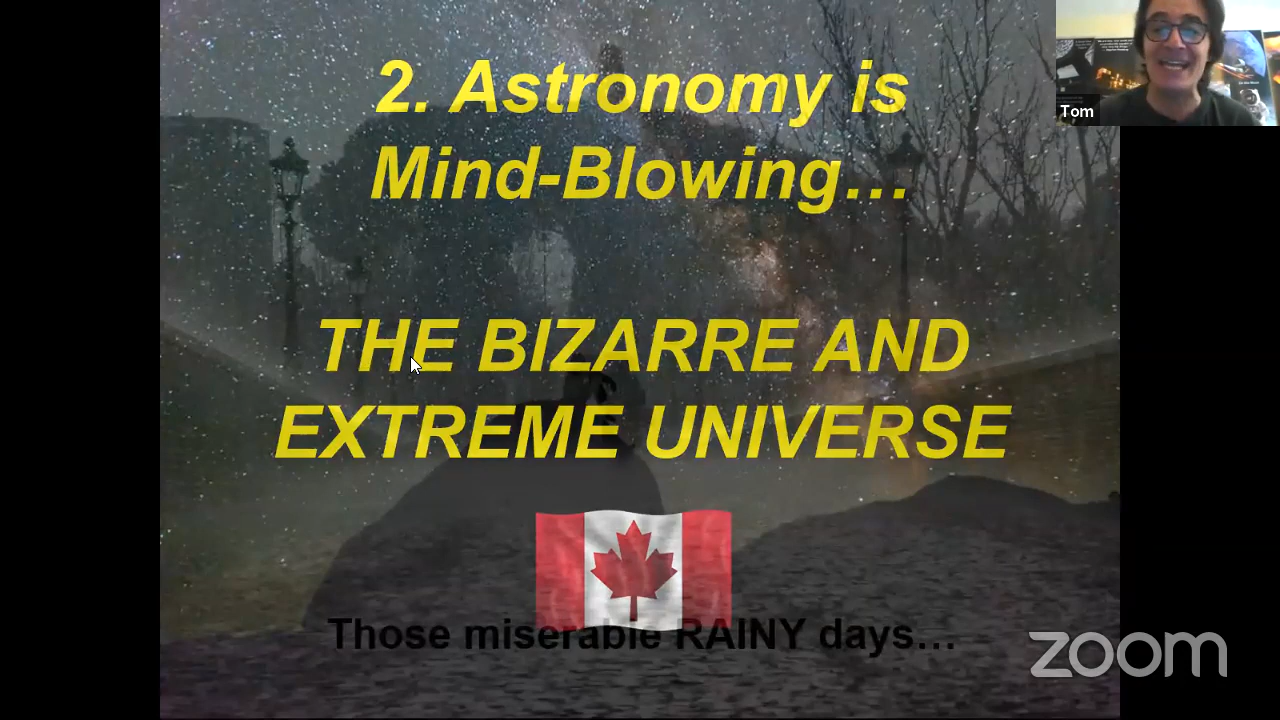 2. Astronomy is
Mind-Blowing…
THE BIZARRE AND
EXTREME UNIVERSE
Those miserable RAINY days…
Tom
zoom